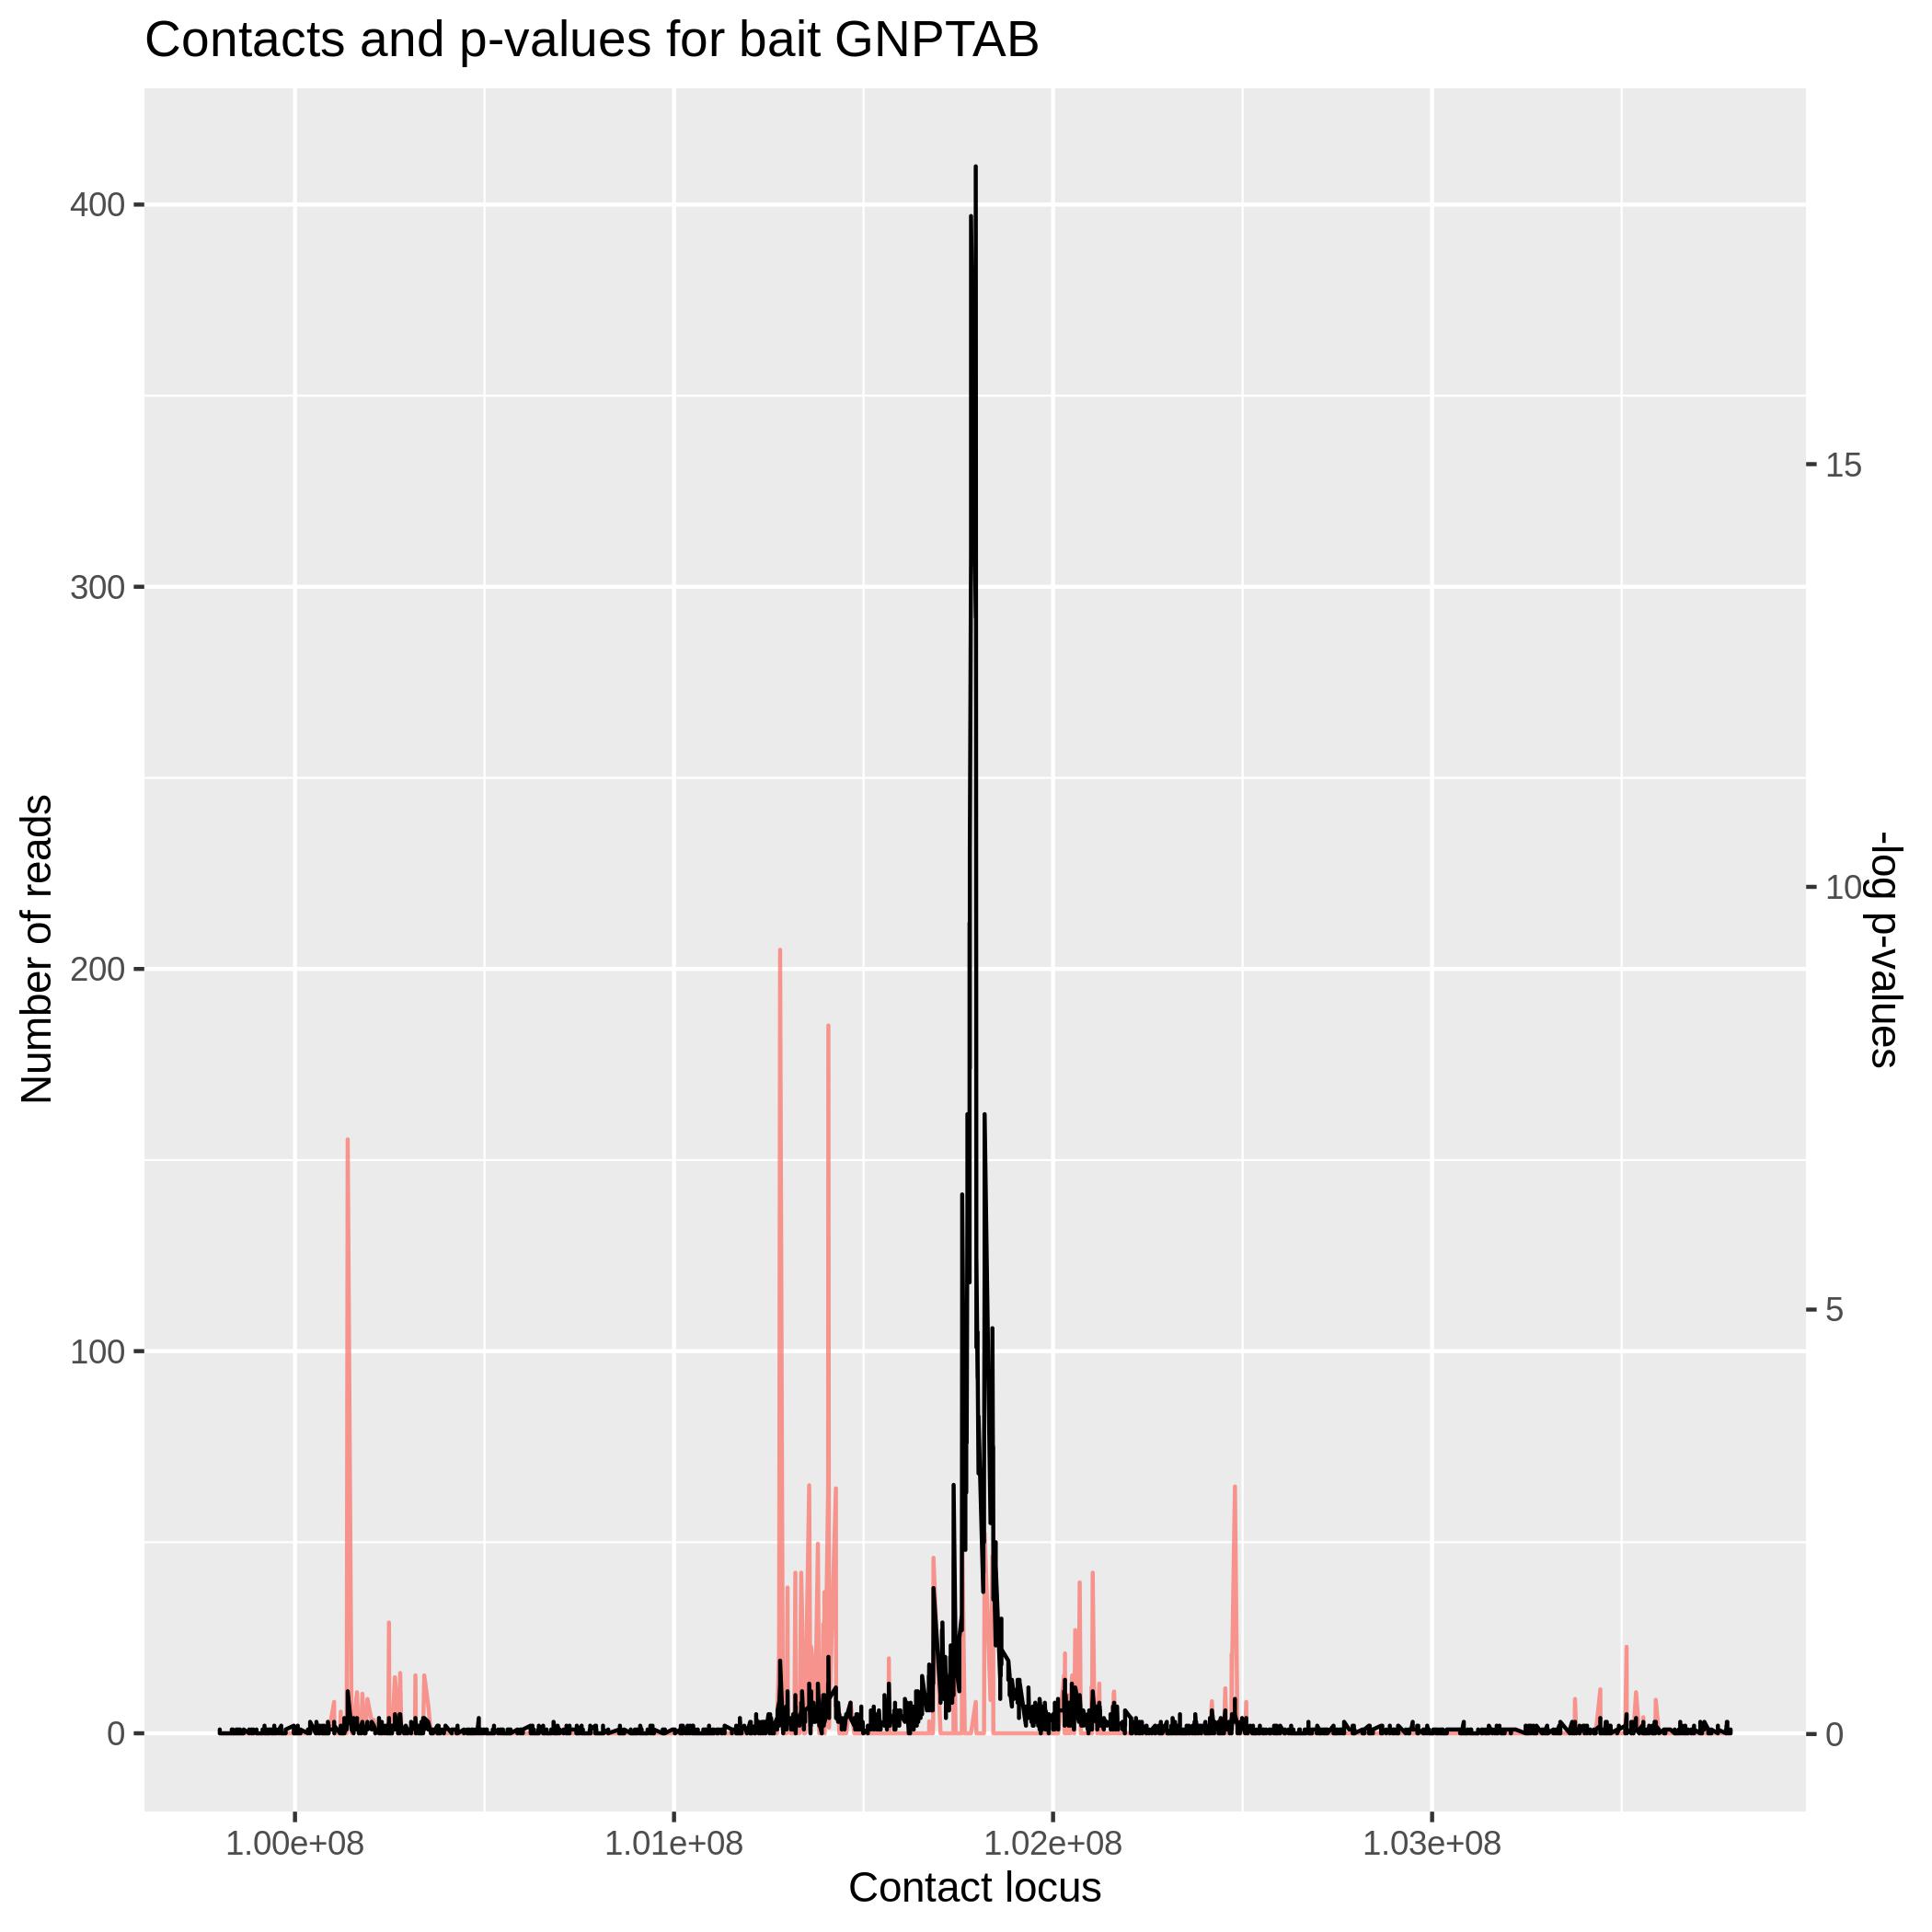 Contacts and p-values for bait GNPTAB
400
300
200
100
0
Number of reads
15
10
5
0
-log p-values
1.00e+08
1.01e+08
1.02e+08
1.03e+08
Contact locus